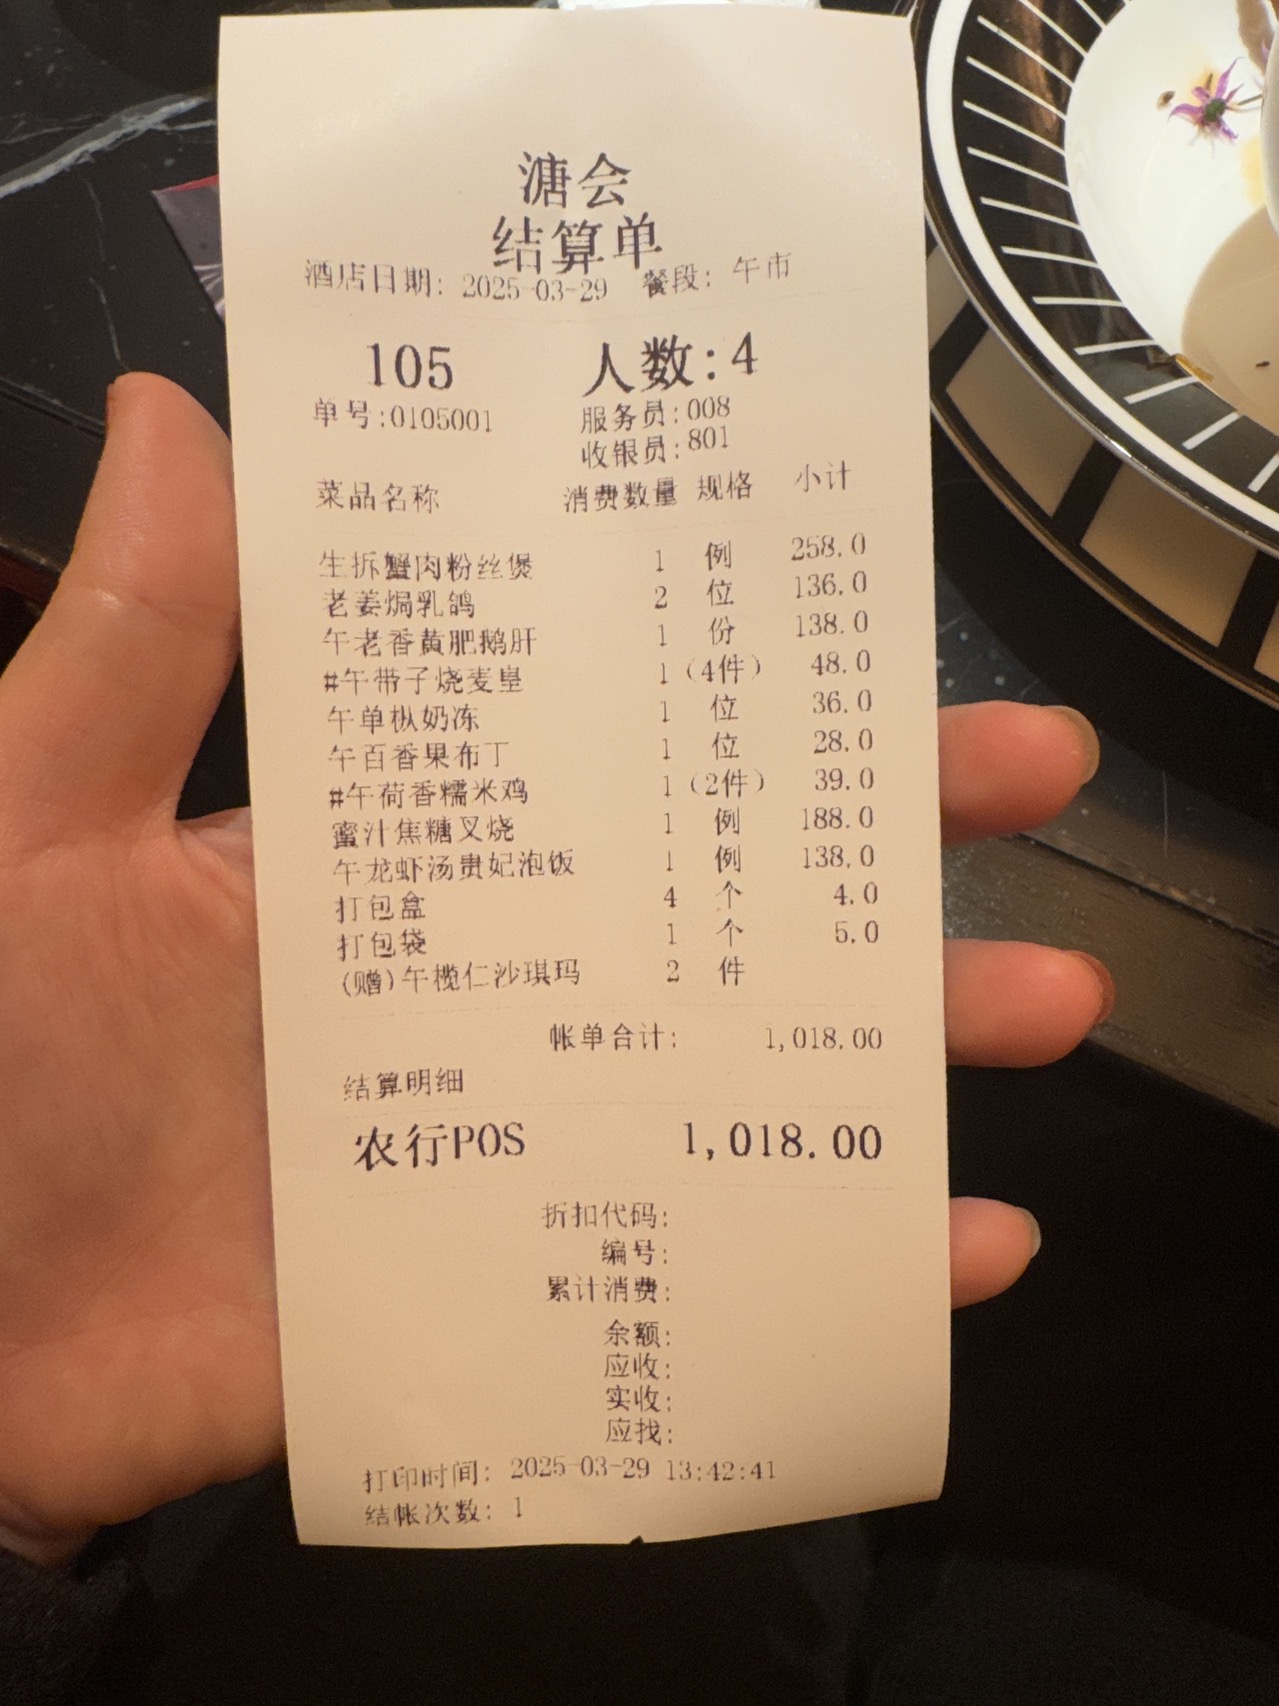 溏会
结算单
酒店日期: 2025-03-29 餐段: 午市
105 人数:4
单号:0105001 服务员:008
收银员:801
菜品名称 消费数量 规格 小计
生拆蟹肉粉丝煲 1 例 258.0
老姜焗乳鸽 2 位 136.0
午老香黄肥鹅肝 1 份 138.0
#午带子烧麦皇 1 (4件) 48.0
午单枞奶冻 1 位 36.0
午百香果布丁 1 位 28.0
#午荷香糯米鸡 1 (2件) 39.0
蜜汁焦糖叉烧 1 例 188.0
午龙虾汤贵妃泡饭 1 例 138.0
打包盒 4 个 4.0
打包袋 1 个 5.0
(赠)午榄仁沙琪玛 2 件
帐单合计: 1,018.00
结算明细
农行POS 1,018.00
折扣代码:
编号:
累计消费:
余额:
应收:
实收:
应找:
打印时间: 2025-03-29 13:42:41
结帐次数: 1